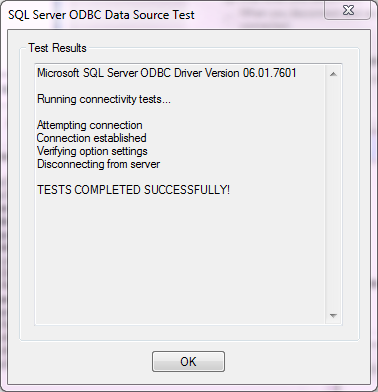 SQL Server ODBC Data Source Test
Test Results
Microsoft SQL Server ODBC Driver Version 06.01.7601
Running connectivity tests...
Attempting connection
Connection established
Verifying option settings
Disconnecting from server
TESTS COMPLETED SUCCESSFULLY!
OK